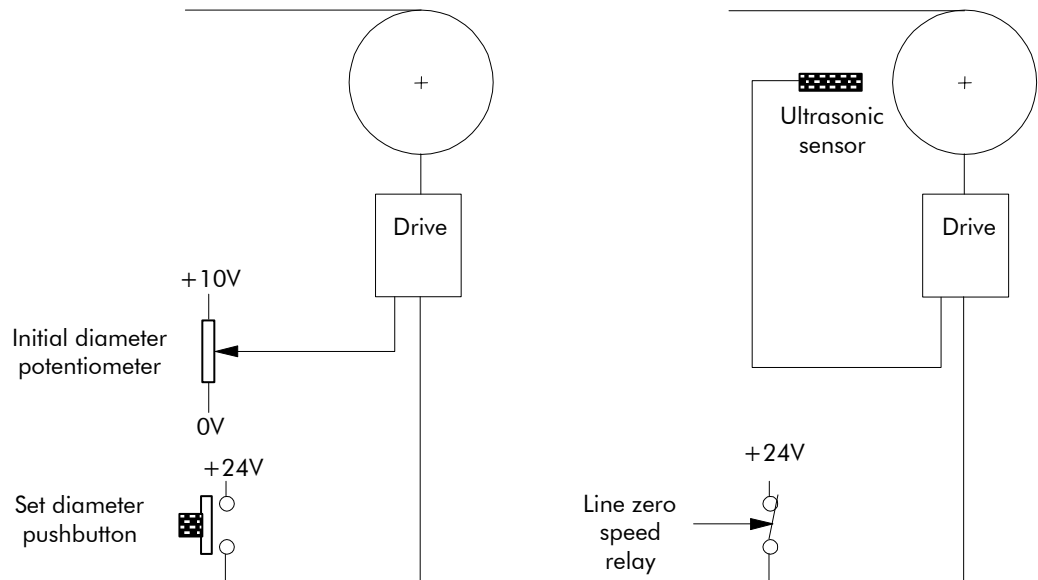 Drive
+10V
Initial diameter
potentiometer
0V
+24V
Set diameter
pushbutton
Ultrasonic
sensor
Drive
+24V
Line zero
speed
relay